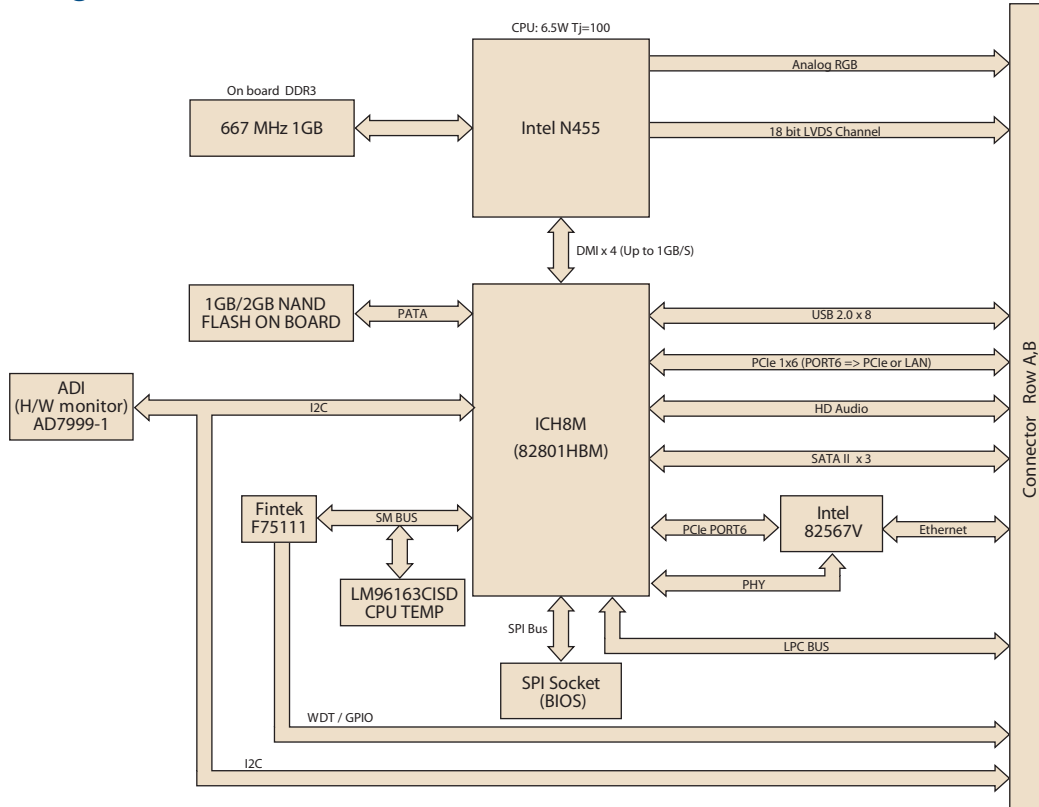 CPU: 6.5W Tj=100
Analog RGB
On board DDR3
667 MHz 1GB
Intel N455
18 bit LVDS Channel
DMI x 4 (Up to 1GB/S)
1GB/2GB NAND
FLASH ON BOARD
PATA
USB 2.0 x 8
PCIe 1x6 (PORT6 => PCIe or LAN)
ADI
(H/W monitor)
AD7999-1
I2C
HD Audio
ICH8M
(82801HBM)
SATA II x 3
Connector Row A,B
Fintek
F75111
SM BUS
PCIe PORT6
Intel
82567V
Ethernet
LM96163CISD
CPU TEMP
PHY
SPI Bus
LPC BUS
SPI Socket
(BIOS)
WDT / GPIO
I2C